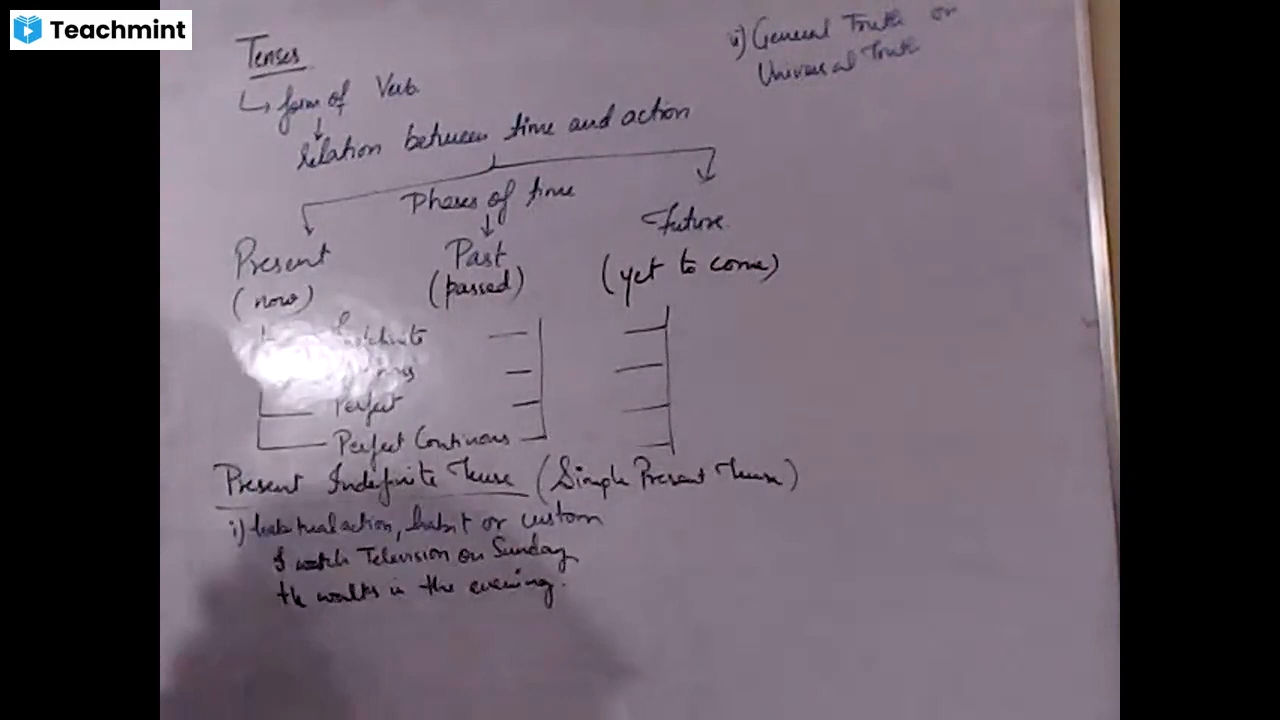 Teachmint
Tenses
↳ form of Verb
relation between time and action
Phases of time
Present
(now)
Past
(passed)
Future
(yet to come)
Perfect
Perfect Continous
Present Indefinite Tense (Simple Present Tense)
i) habitual action, habit or custom
I watch Television on Sunday
He walks in the evening.
ii) General Truth or
Universal Truth